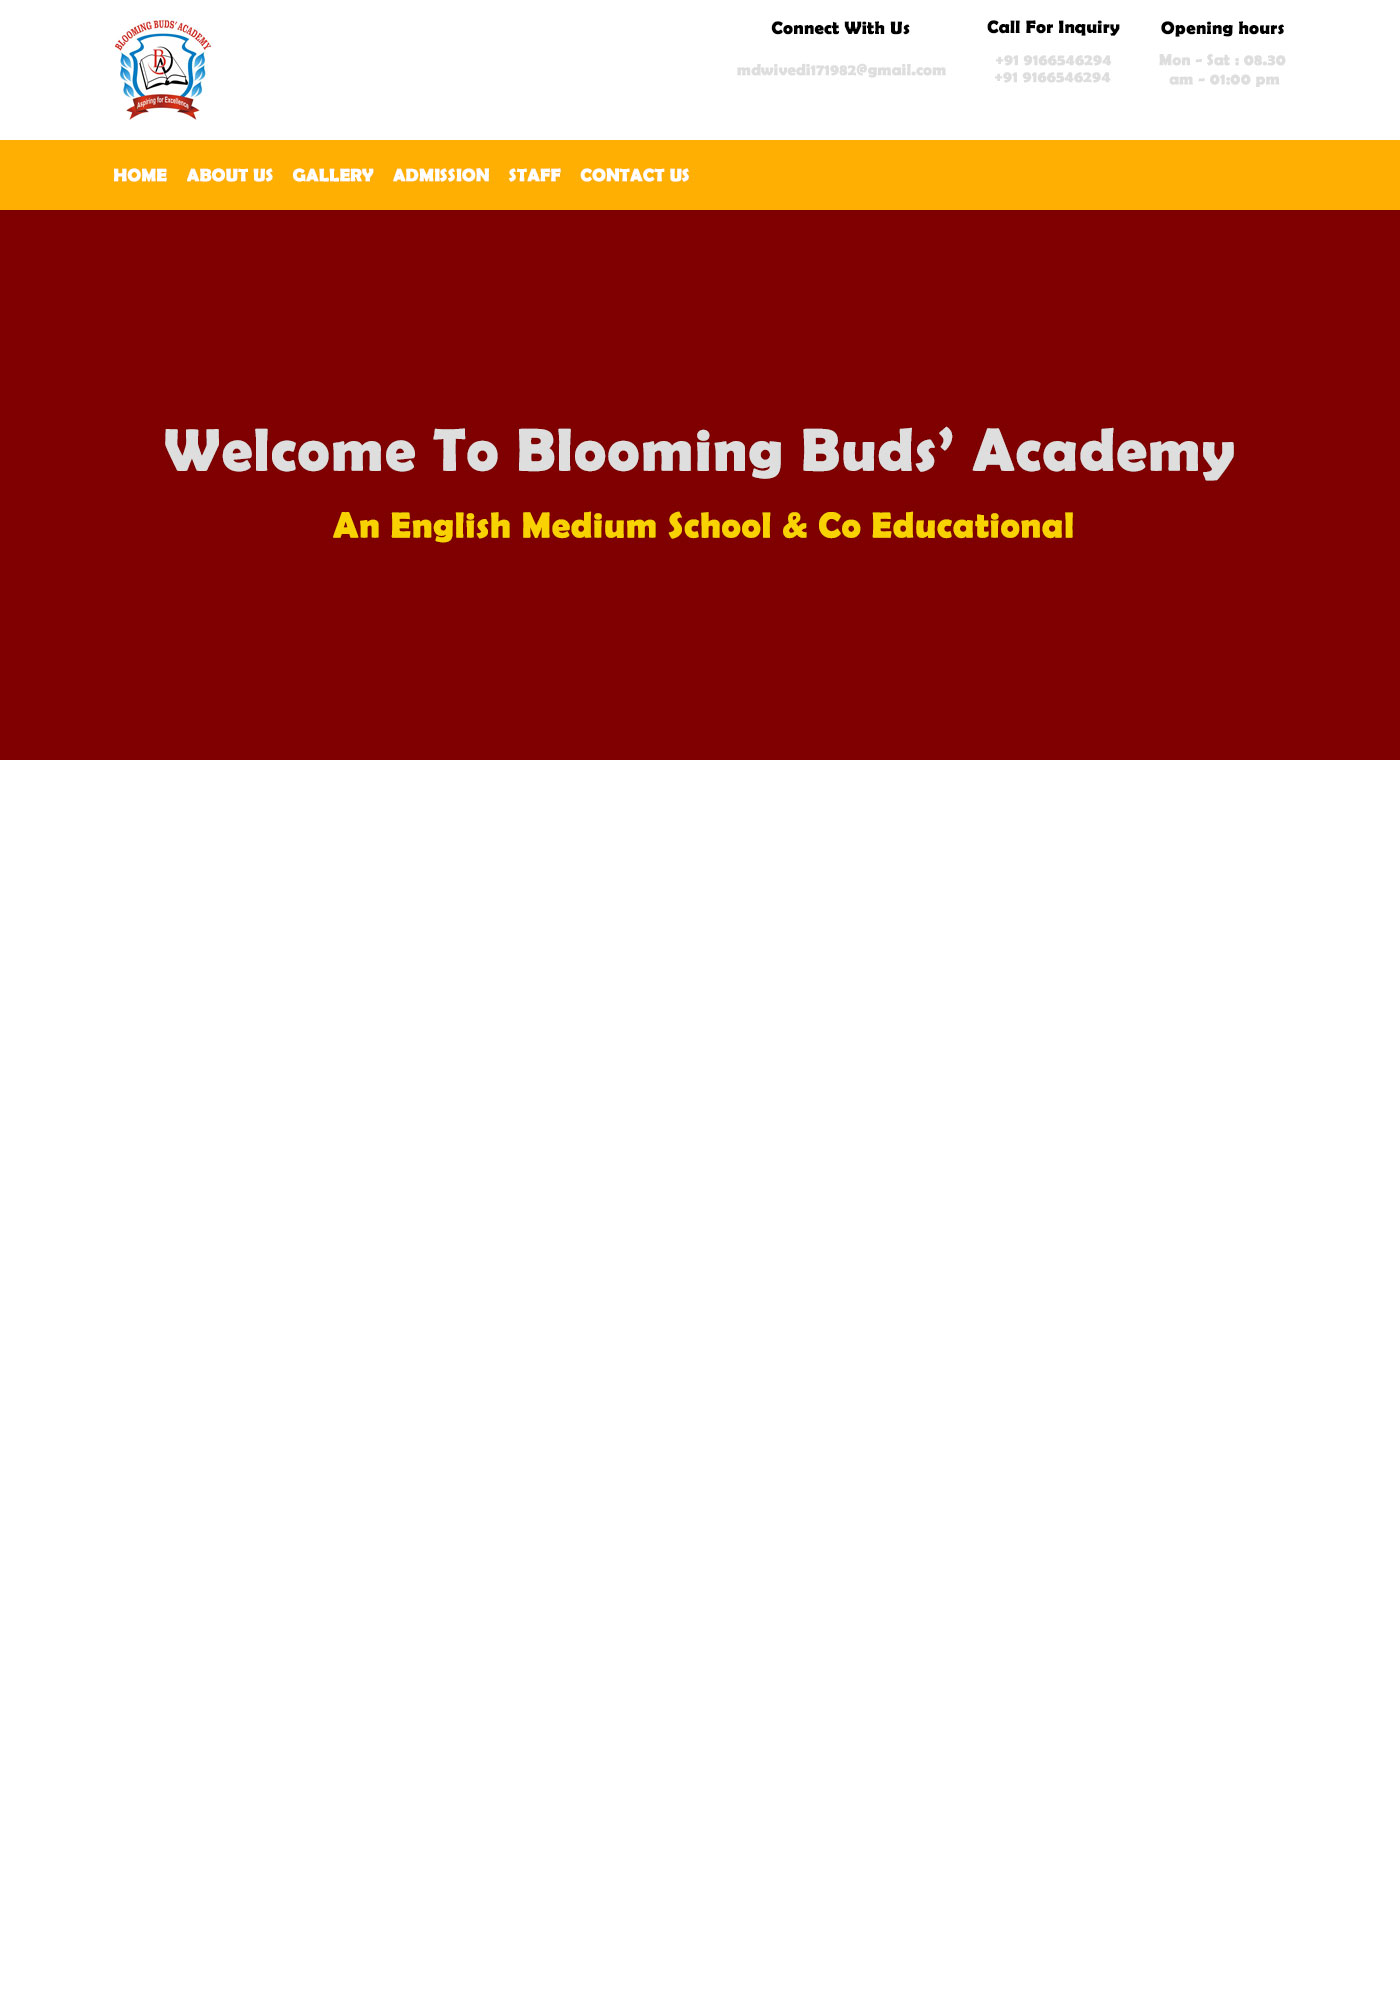 BLOOMING BUDS' ACADEMY
BDA
Aspiring for Excellence
Connect With Us
mdwivedi171982@gmail.com
Call For Inquiry
+91 9166546294
+91 9166546294
Opening hours
Mon - Sat : 08.30
am - 01:00 pm
HOME ABOUT US GALLERY ADMISSION STAFF CONTACT US
Welcome To Blooming Buds’ Academy
An English Medium School & Co Educational